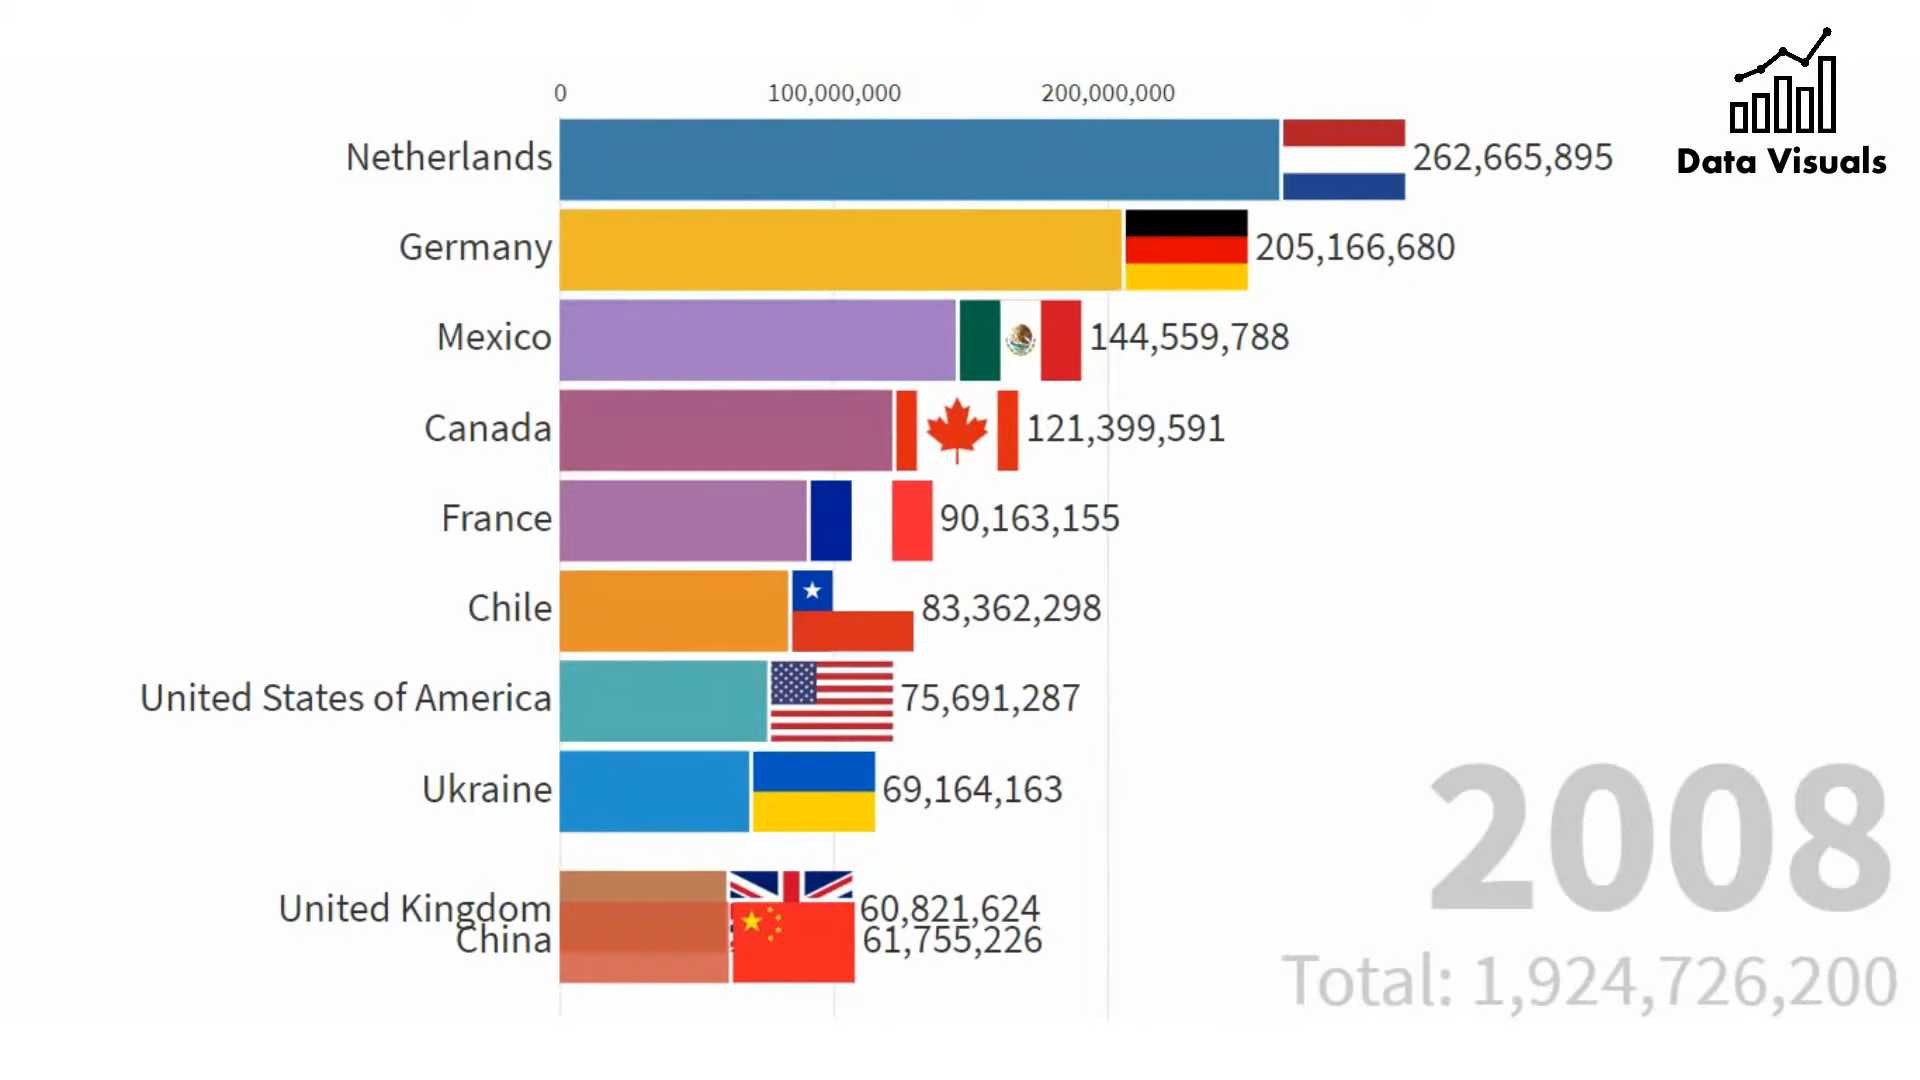 0 100,000,000 200,000,000
Data Visuals
Netherlands 262,665,895
Germany 205,166,680
Mexico 144,559,788
Canada 121,399,591
France 90,163,155
Chile 83,362,298
United States of America 75,691,287
Ukraine 69,164,163
United Kingdom 60,821,624
China 61,755,226
2008
Total: 1,924,726,200